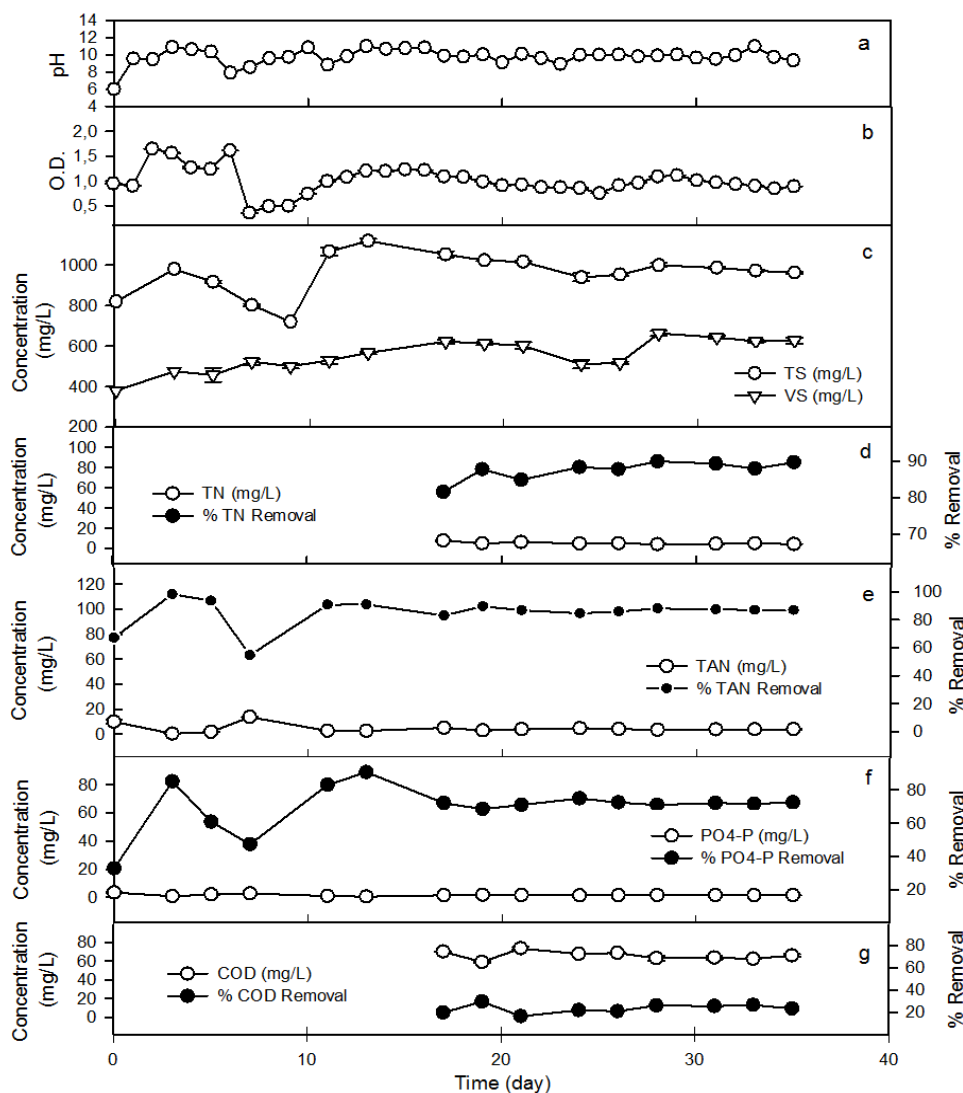 14
12
10
8
6
4
pH
a
2,0
1,5
1,0
0,5
O.D.
b
1000
800
600
400
200
Concentration
(mg/L)
c
TS (mg/L)
VS (mg/L)
100
80
60
40
20
0
Concentration
(mg/L)
d
TN (mg/L)
% TN Removal
90
80
70
% Removal
120
100
80
60
40
20
0
Concentration
(mg/L)
e
TAN (mg/L)
% TAN Removal
100
80
60
40
20
0
% Removal
80
60
40
20
0
Concentration
(mg/L)
f
PO4-P (mg/L)
% PO4-P Removal
80
60
40
20
% Removal
80
60
40
20
0
Concentration
(mg/L)
g
COD (mg/L)
% COD Removal
80
60
40
20
% Removal
0 10 20 30 40
Time (day)